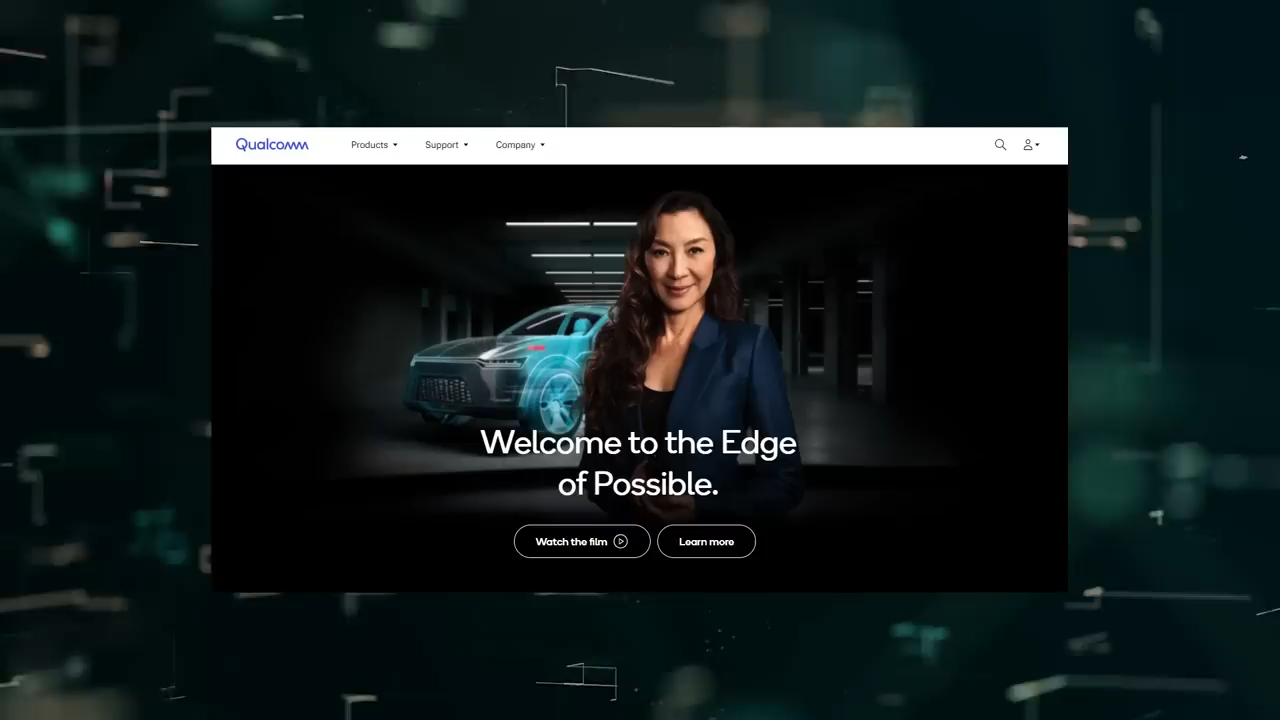 Qualcomm
Products
Support
Company
Welcome to the Edge
of Possible.
Watch the film
Learn more